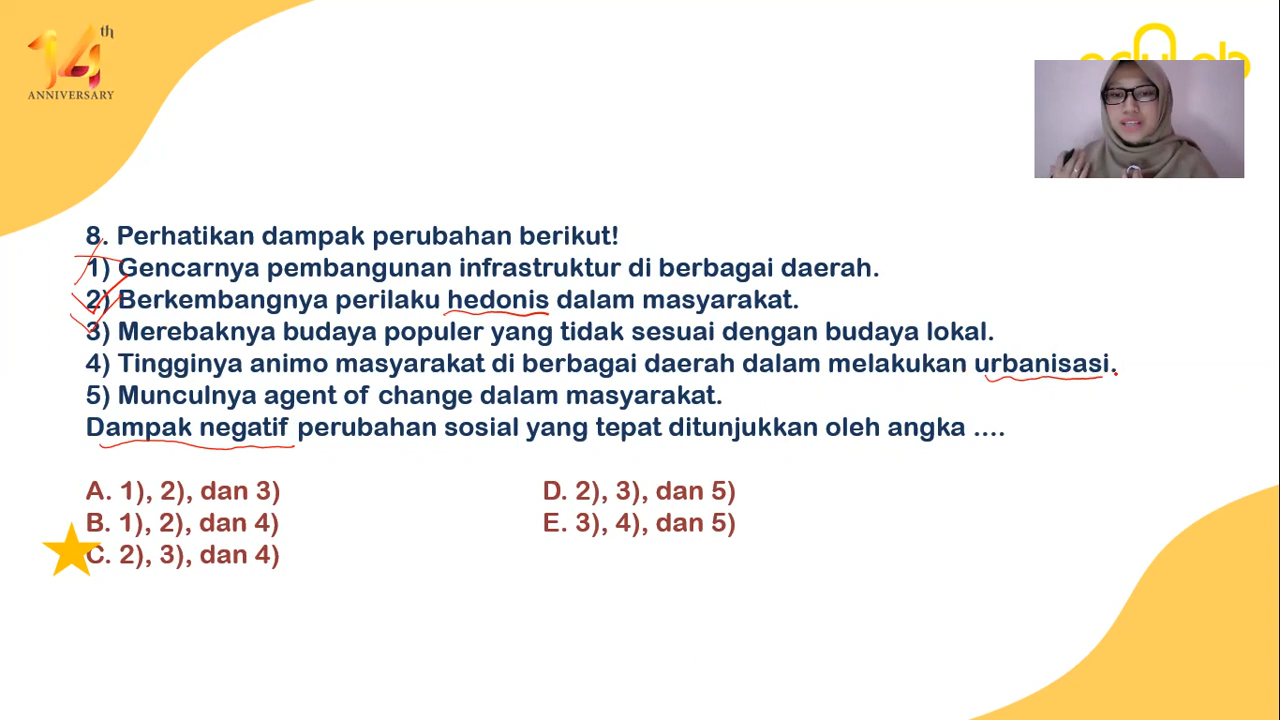 14th
ANNIVERSARY
8. Perhatikan dampak perubahan berikut!
1) Gencarnya pembangunan infrastruktur di berbagai daerah.
2) Berkembangnya perilaku hedonis dalam masyarakat.
3) Merebaknya budaya populer yang tidak sesuai dengan budaya lokal.
4) Tingginya animo masyarakat di berbagai daerah dalam melakukan urbanisasi.
5) Munculnya agent of change dalam masyarakat.
Dampak negatif perubahan sosial yang tepat ditunjukkan oleh angka ....
A. 1), 2), dan 3)
B. 1), 2), dan 4)
C. 2), 3), dan 4)
D. 2), 3), dan 5)
E. 3), 4), dan 5)